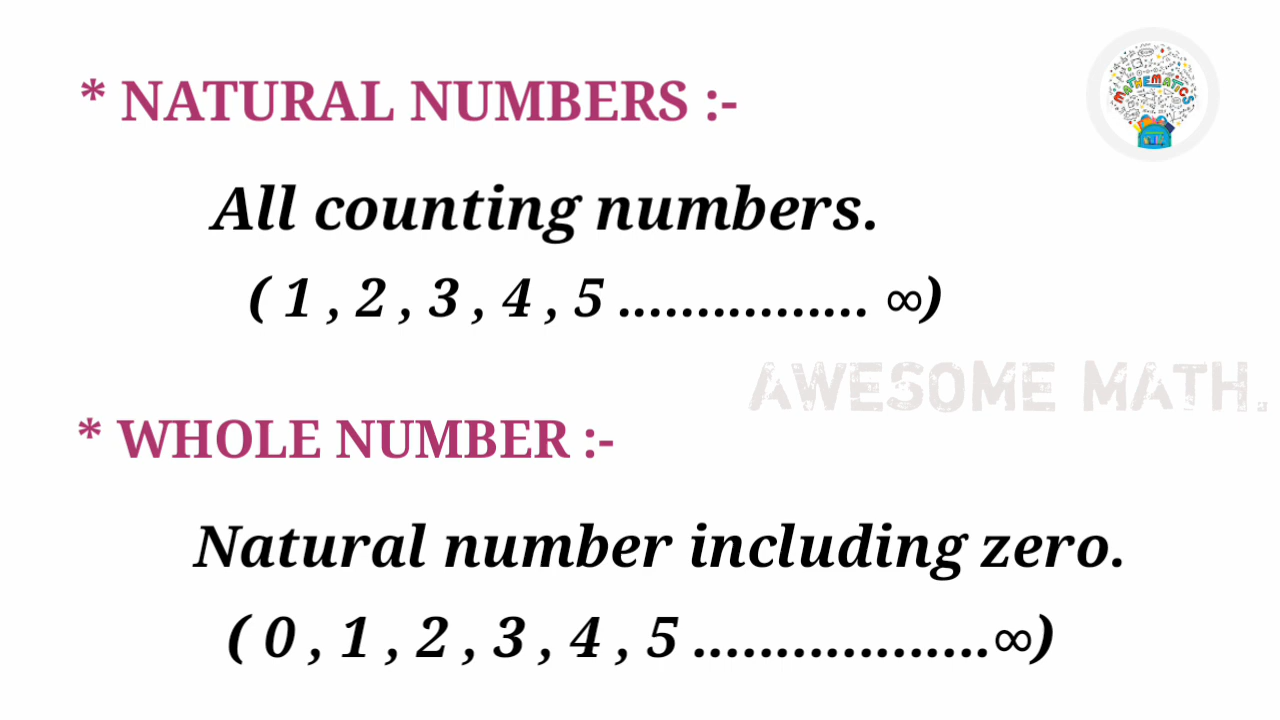 * NATURAL NUMBERS :-
MATHEMATICS
All counting numbers.
( 1 , 2 , 3 , 4 , 5 ................ ∞)
AWESOME MATH.
* WHOLE NUMBER :-
Natural number including zero.
( 0 , 1 , 2 , 3 , 4 , 5 ..................∞)